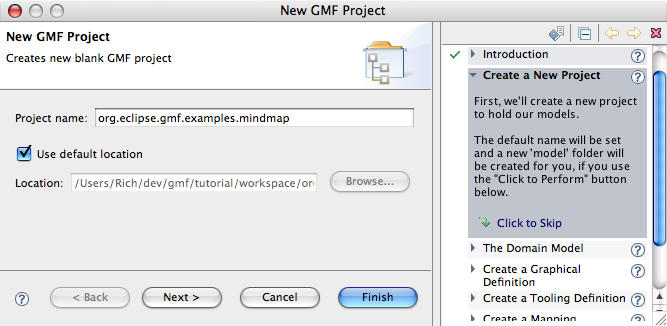 New GMF Project
New GMF Project
Creates new blank GMF project
Project name: org.eclipse.gmf.examples.mindmap
Use default location
Location: /Users/Rich/dev/gmf/tutorial/workspace/or
Browse...
< Back
Next >
Cancel
Finish
Introduction
Create a New Project
First, we'll create a new project
to hold our models.
The default name will be set
and a new 'model' folder will
be created for you, if you use
the "Click to Perform" button
below.
Click to Skip
The Domain Model
Create a Graphical
Definition
Create a Tooling Definition
Create a Mapping